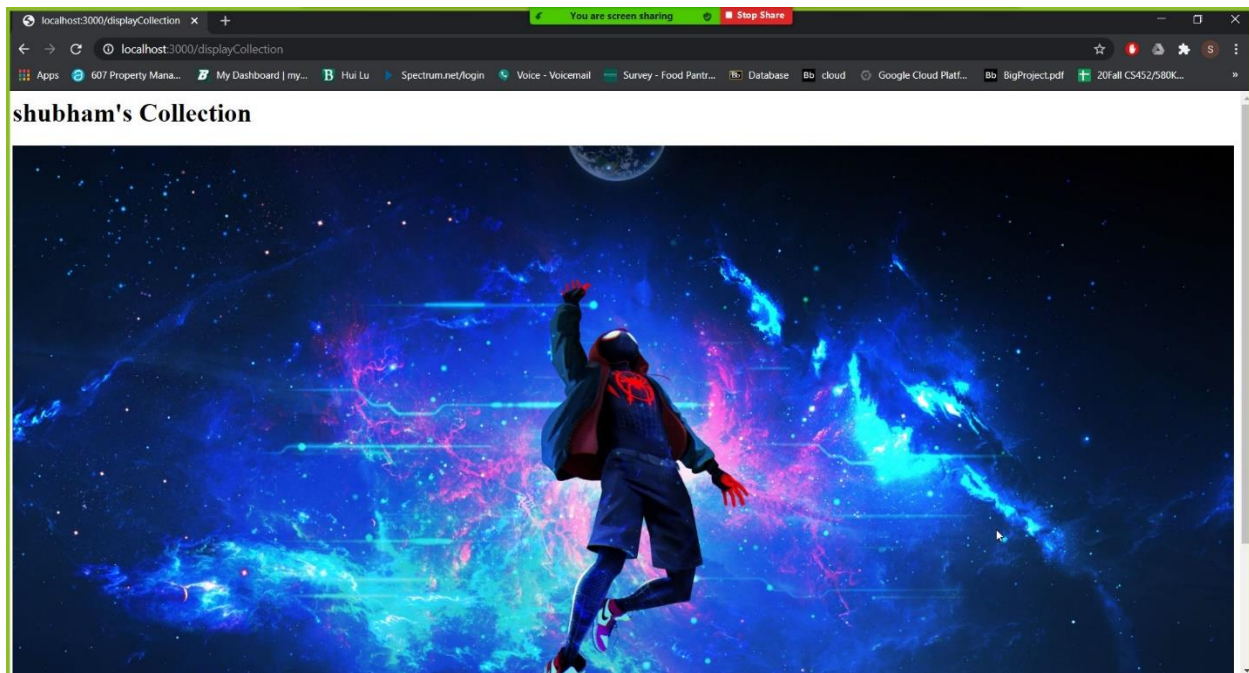 localhost:3000/displayCollection
You are screen sharing
Stop Share
localhost:3000/displayCollection
S
Apps
607 Property Mana...
My Dashboard | my...
B
Hui Lu
Spectrum.net/login
Voice - Voicemail
Survey - Food Pantr...
Database
Bb
cloud
Google Cloud Platf...
Bb
BigProject.pdf
20Fall CS452/580K...
»
shubham's Collection